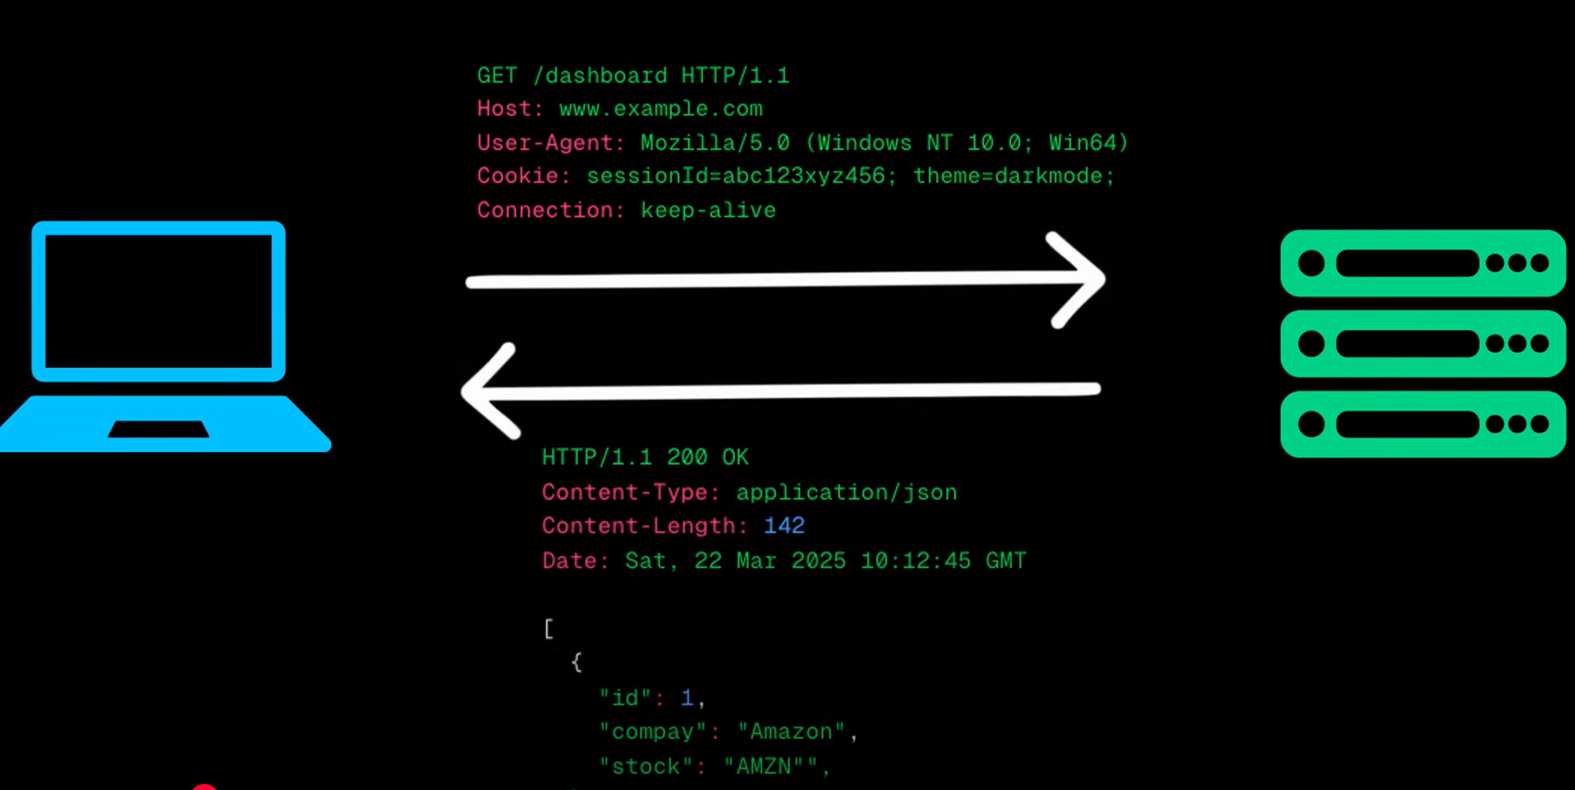 GET /dashboard HTTP/1.1
Host: www.example.com
User-Agent: Mozilla/5.0 (Windows NT 10.0; Win64)
Cookie: sessionId=abc123xyz456; theme=darkmode;
Connection: keep-alive
HTTP/1.1 200 OK
Content-Type: application/json
Content-Length: 142
Date: Sat, 22 Mar 2025 10:12:45 GMT
[
{
"id": 1,
"compay": "Amazon",
"stock": "AMZN"",